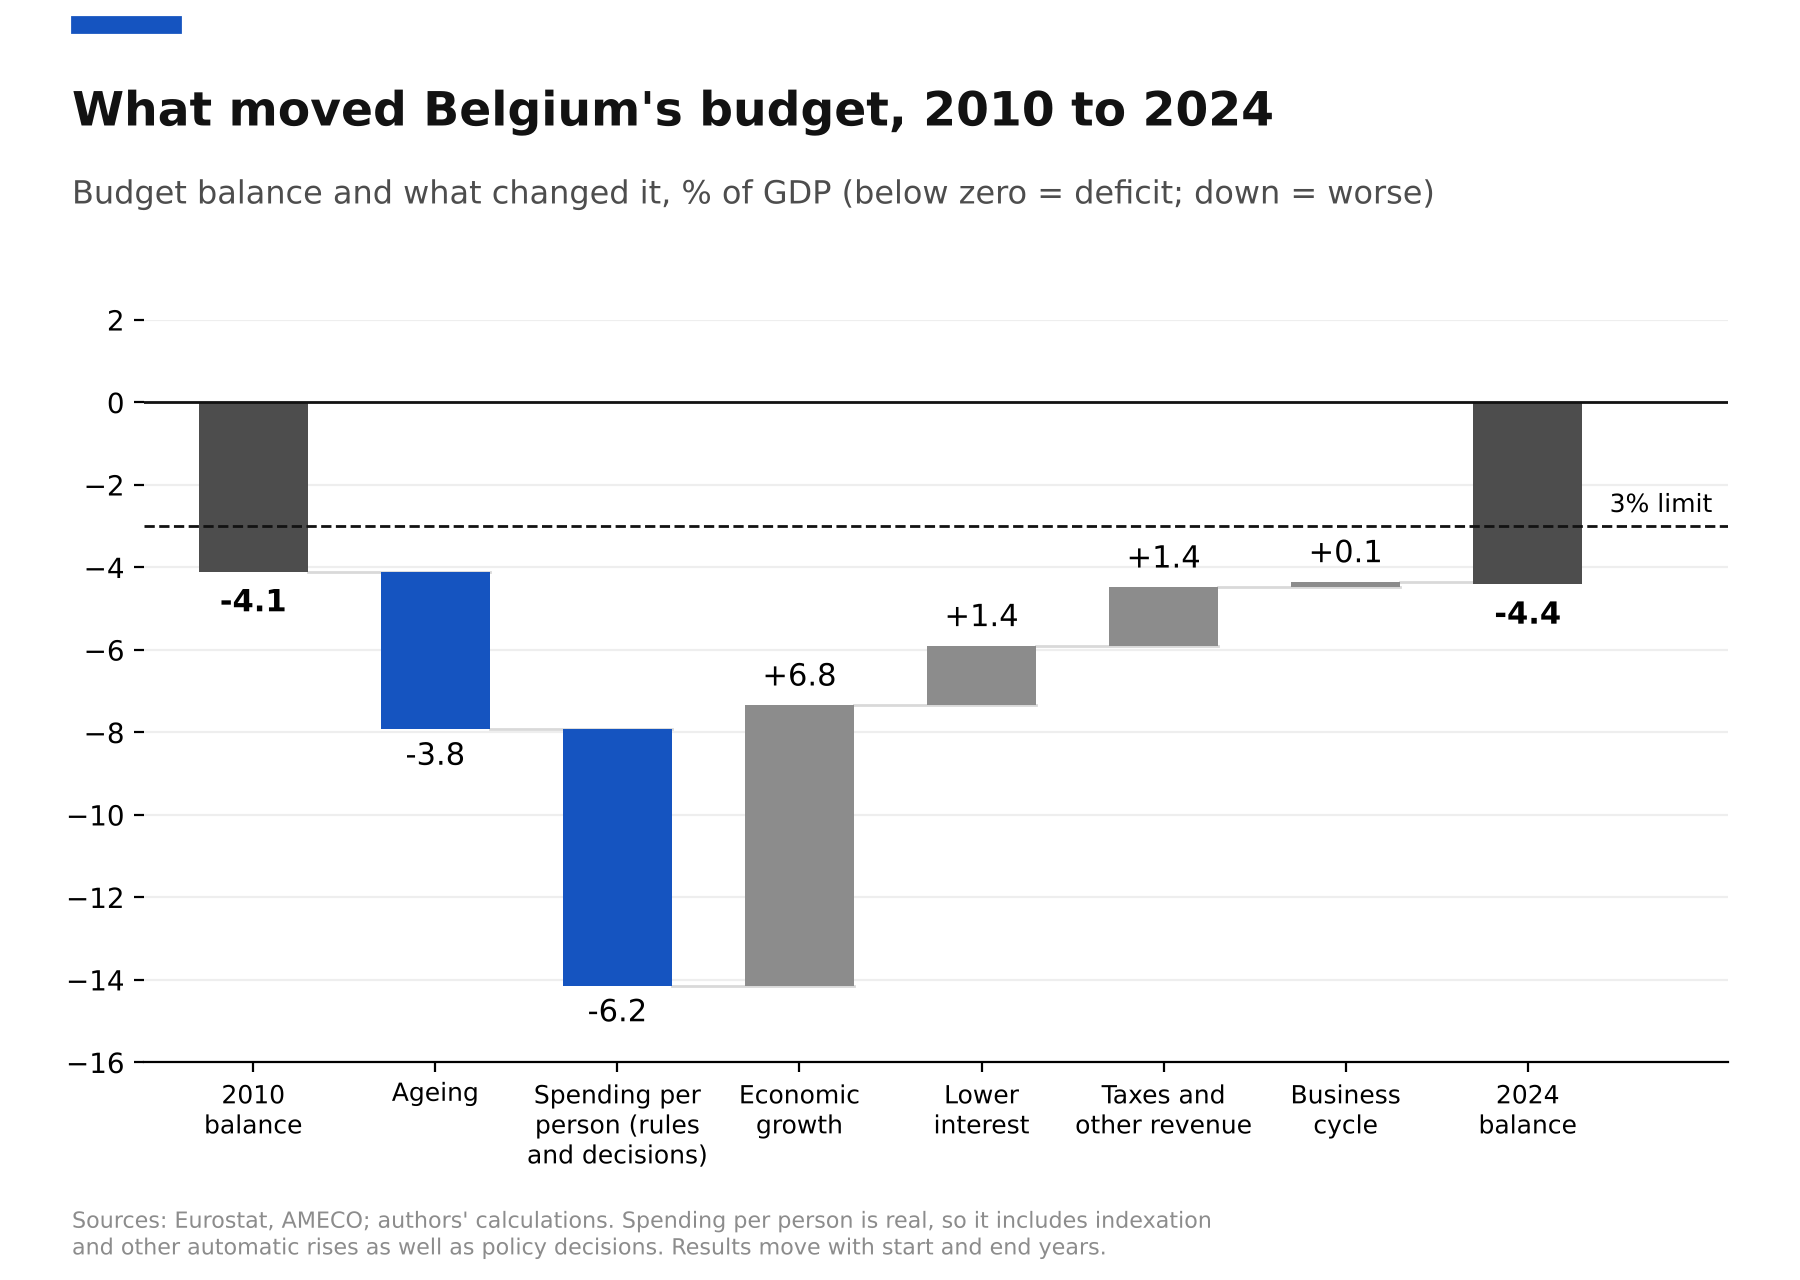 What moved Belgium's budget, 2010 to 2024
Budget balance and what changed it, % of GDP (below zero = deficit; down = worse)
2
0
−2
−4
−6
−8
−10
−12
−14
−16
3% limit
-4.1
-3.8
-6.2
+6.8
+1.4
+1.4
+0.1
-4.4
2010
balance
Ageing
Spending per
person (rules
and decisions)
Economic
growth
Lower
interest
Taxes and
other revenue
Business
cycle
2024
balance
Sources: Eurostat, AMECO; authors' calculations. Spending per person is real, so it includes indexation
and other automatic rises as well as policy decisions. Results move with start and end years.